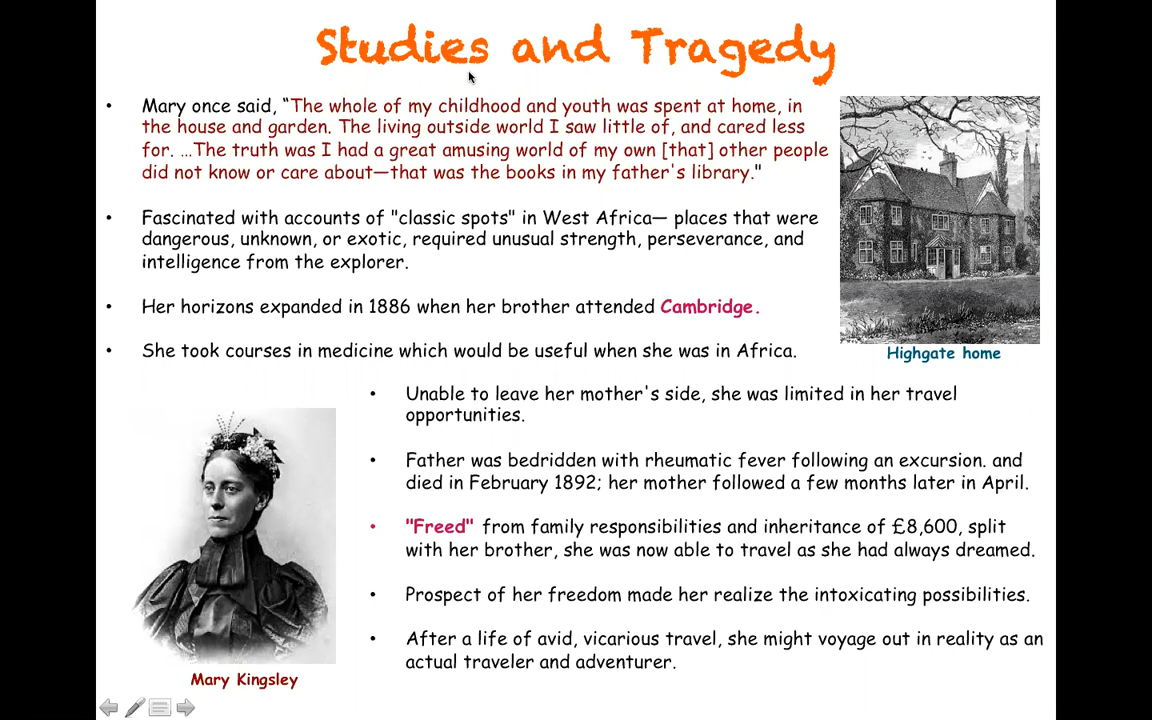 Studies and Tragedy
• Mary once said, “The whole of my childhood and youth was spent at home, in
the house and garden. The living outside world I saw little of, and cared less
for. …The truth was I had a great amusing world of my own [that] other people
did not know or care about—that was the books in my father's library."
• Fascinated with accounts of "classic spots" in West Africa— places that were
dangerous, unknown, or exotic, required unusual strength, perseverance, and
intelligence from the explorer.
• Her horizons expanded in 1886 when her brother attended Cambridge.
• She took courses in medicine which would be useful when she was in Africa.
Highgate home
• Unable to leave her mother's side, she was limited in her travel
opportunities.
• Father was bedridden with rheumatic fever following an excursion. and
died in February 1892; her mother followed a few months later in April.
• "Freed" from family responsibilities and inheritance of £8,600, split
with her brother, she was now able to travel as she had always dreamed.
• Prospect of her freedom made her realize the intoxicating possibilities.
• After a life of avid, vicarious travel, she might voyage out in reality as an
actual traveler and adventurer.
Mary Kingsley